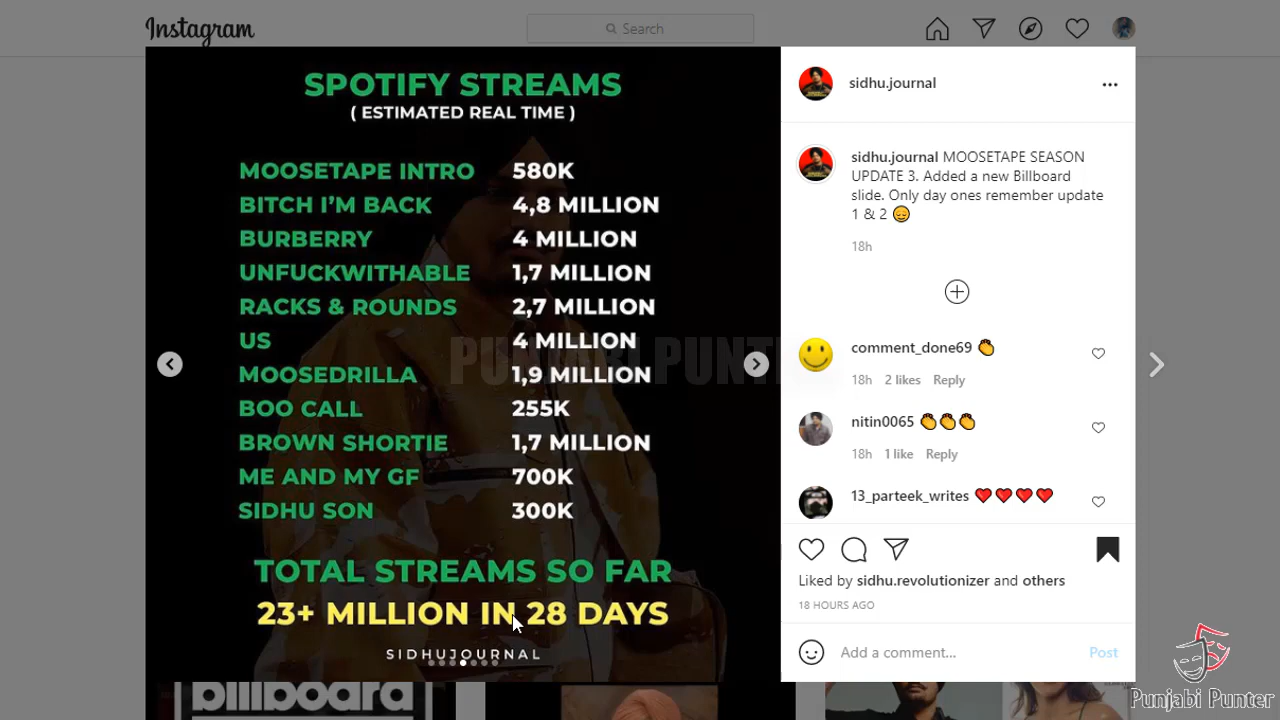 Instagram
Search
SPOTIFY STREAMS
( ESTIMATED REAL TIME )
MOOSETAPE INTRO 580K
BITCH I'M BACK 4,8 MILLION
BURBERRY 4 MILLION
UNFUCKWITHABLE 1,7 MILLION
RACKS & ROUNDS 2,7 MILLION
US 4 MILLION
MOOSEDRILLA 1,9 MILLION
BOO CALL 255K
BROWN SHORTIE 1,7 MILLION
ME AND MY GF 700K
SIDHU SON 300K
TOTAL STREAMS SO FAR
23+ MILLION IN 28 DAYS
SIDHUJOURNAL
PUNJABI PUNTER
sidhu.journal
sidhu.journal MOOSETAPE SEASON
UPDATE 3. Added a new Billboard
slide. Only day ones remember update
1 & 2 😔
18h
comment_done69 👏
18h 2 likes Reply
nitin0065 👏👏👏
18h 1 like Reply
13_parteek_writes ❤️❤️❤️❤️
Liked by sidhu.revolutionizer and others
18 HOURS AGO
Add a comment... Post
billboard
Punjabi Punter